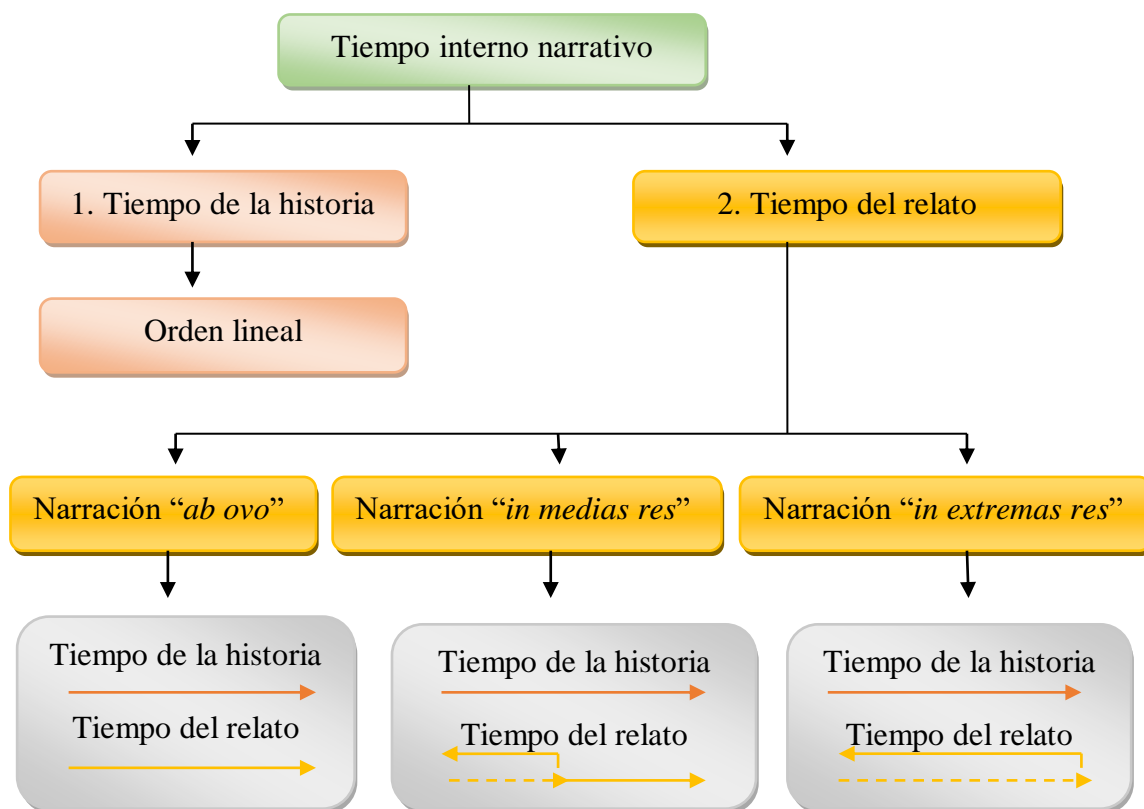 Tiempo interno narrativo
1. Tiempo de la historia
2. Tiempo del relato
Orden lineal
Narración “ab ovo”
Narración “in medias res”
Narración “in extremas res”
Tiempo de la historia
Tiempo del relato
Tiempo de la historia
Tiempo del relato
Tiempo de la historia
Tiempo del relato